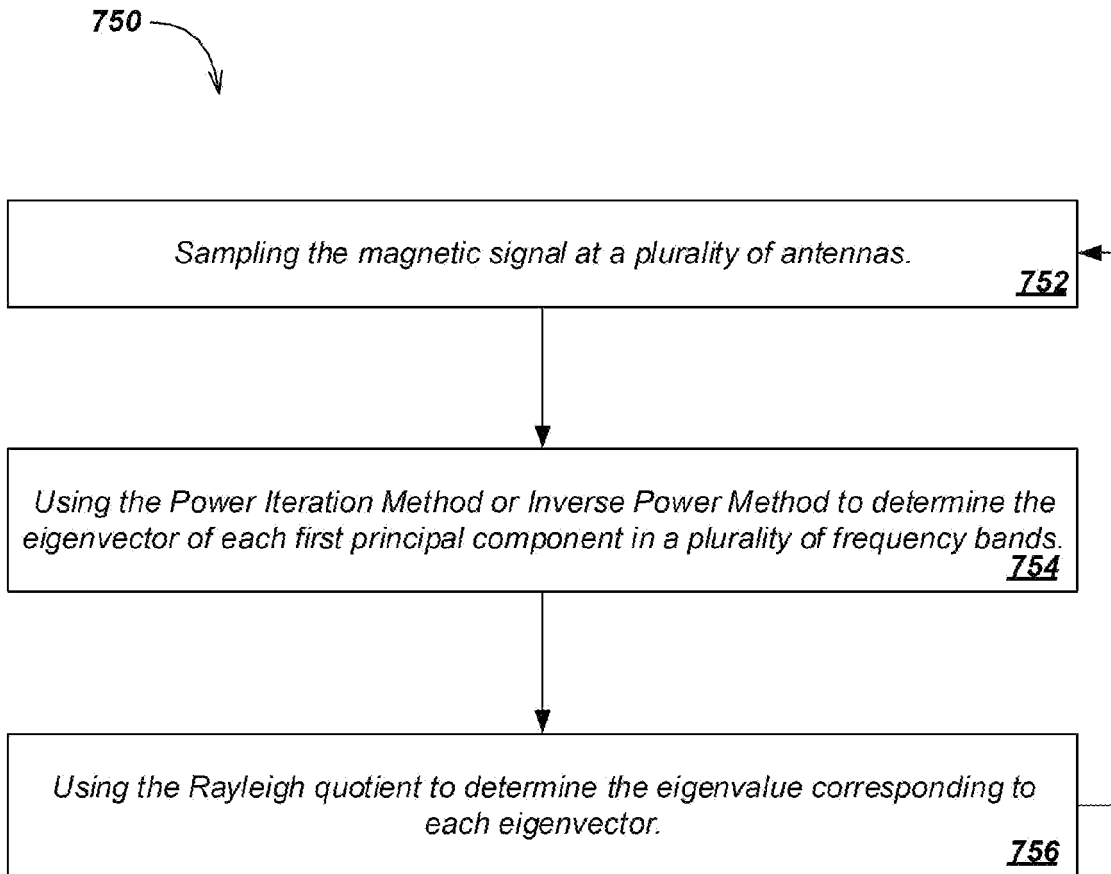 750
Sampling the magnetic signal at a plurality of antennas.
752
Using the Power Iteration Method or Inverse Power Method to determine the
eigenvector of each first principal component in a plurality of frequency bands.
754
Using the Rayleigh quotient to determine the eigenvalue corresponding to
each eigenvector.
756